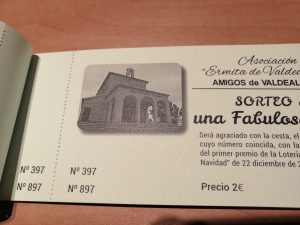 Asociación
"Ermita de Valde
AMIGOS de VALDEAL
SORTEO
una Fabulos
Será agraciado con la cesta, el
cuyo número coincida, con la
del primer premio de la Lotería
Navidad" de 22 diciembre de 2
Nº 397
Nº 397
Nº 897
Nº 897
Precio 2€